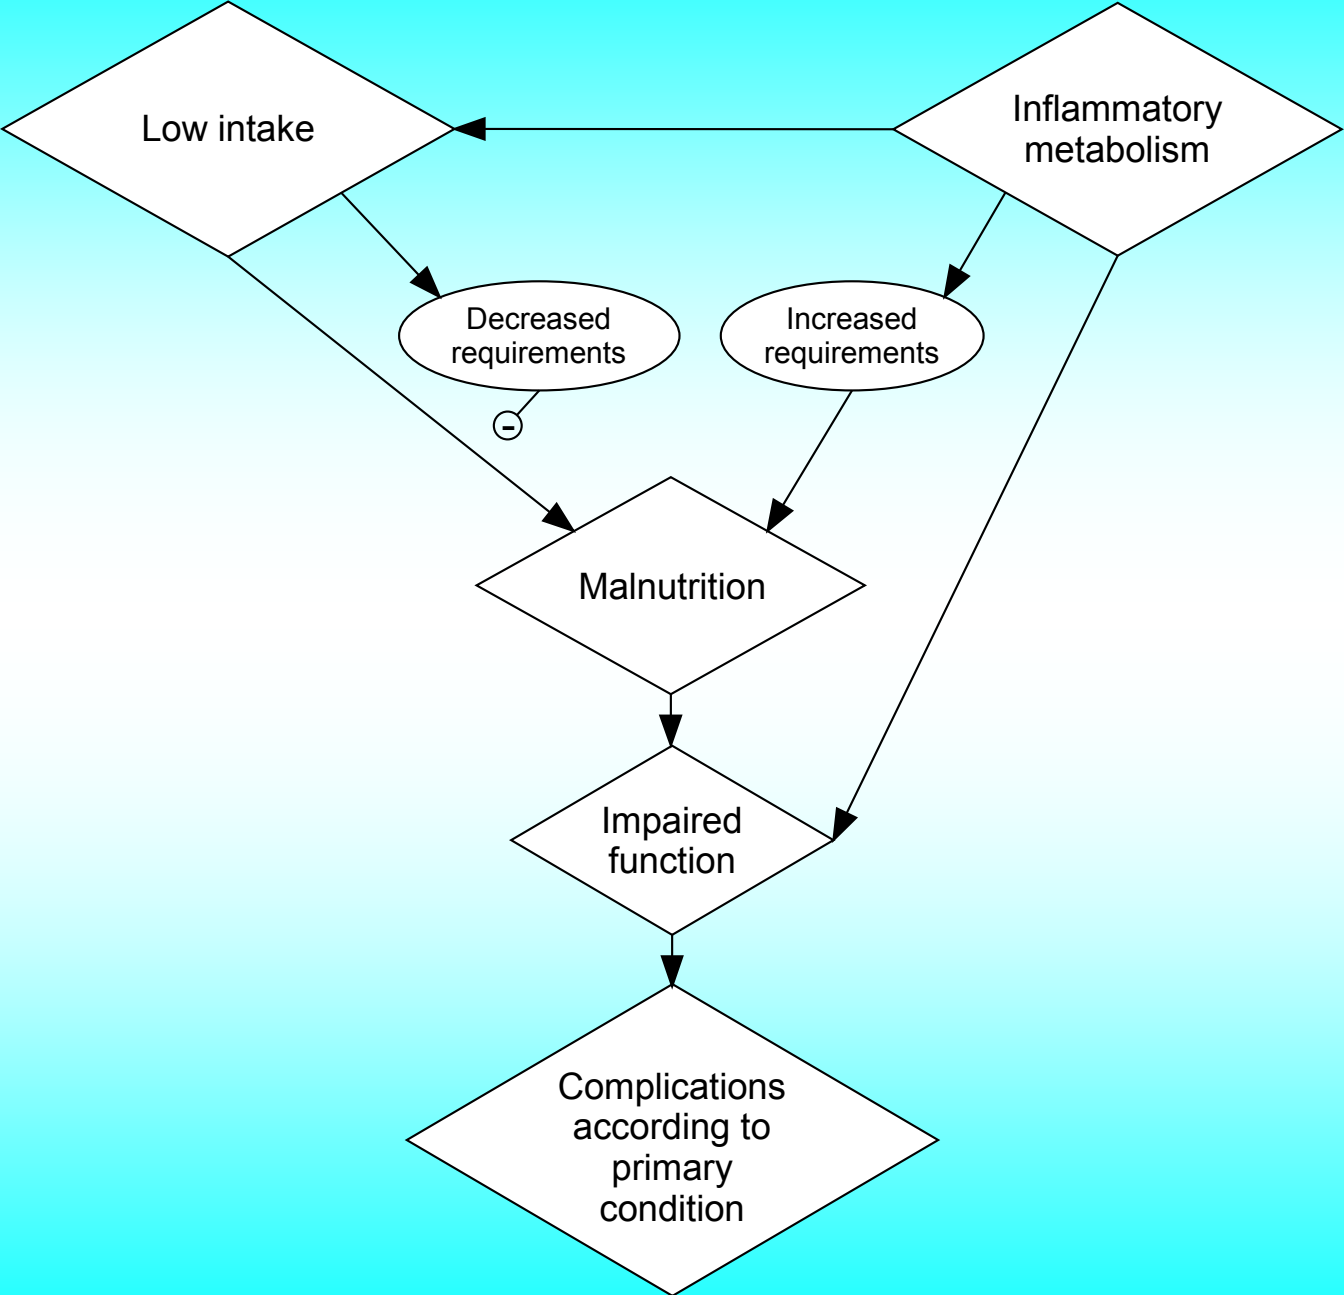 Low intake
Inflammatory
metabolism
Decreased
requirements
Increased
requirements
-
Malnutrition
Impaired
function
Complications
according to
primary
condition